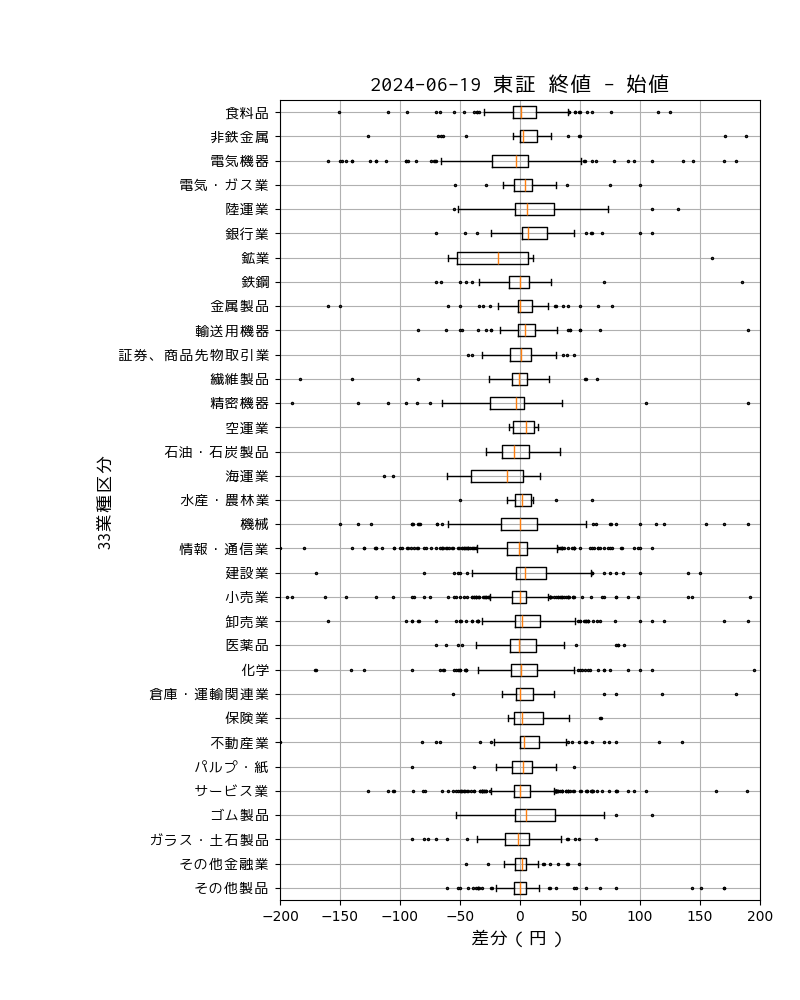 2024-06-19 東証 終値 - 始値
食料品
非鉄金属
電気機器
電気・ガス業
陸運業
銀行業
鉱業
鉄鋼
金属製品
輸送用機器
証券、商品先物取引業
繊維製品
精密機器
空運業
石油・石炭製品
海運業
水産・農林業
機械
情報・通信業
建設業
小売業
卸売業
医薬品
化学
倉庫・運輸関連業
保険業
不動産業
パルプ・紙
サービス業
ゴム製品
ガラス・土石製品
その他金融業
その他製品
33業種区分
−200 −150 −100 −50 0 50 100 150 200
差分（円）